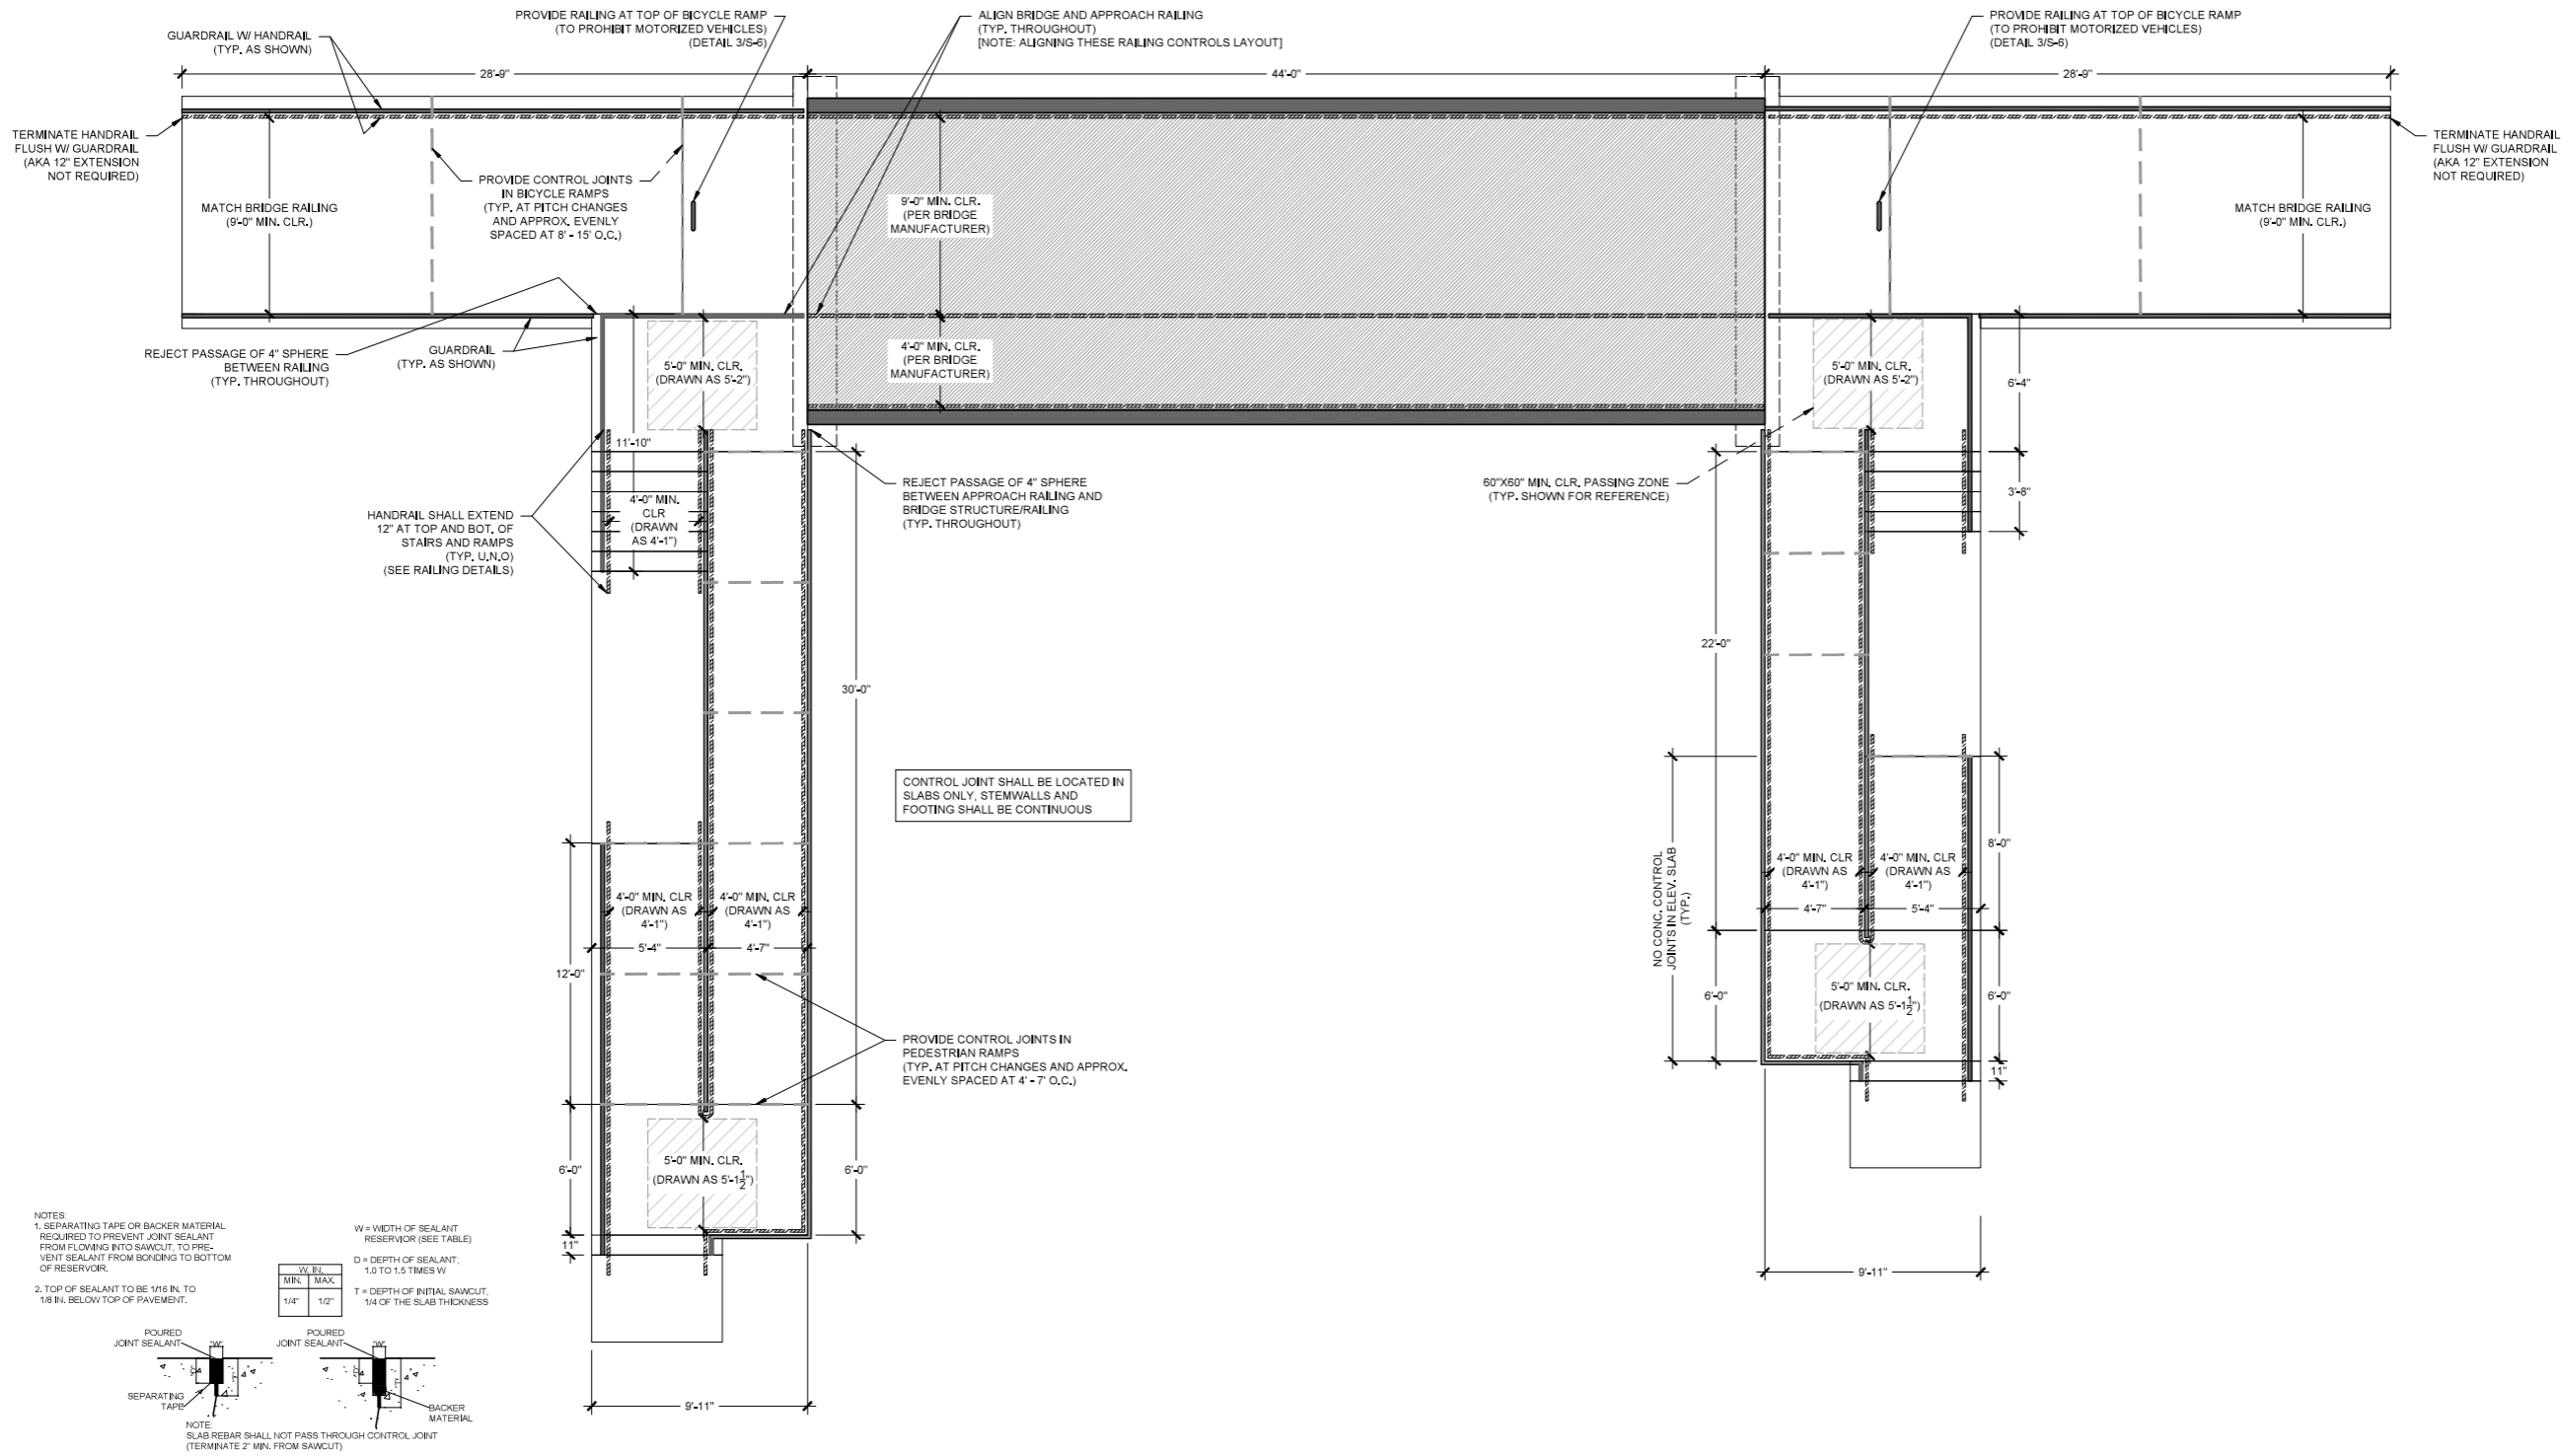 PROVIDE RAILING AT TOP OF BICYCLE RAMP
(TO PROHIBIT MOTORIZED VEHICLES)
(DETAIL 3/S-6)
ALIGN BRIDGE AND APPROACH RAILING
(TYP. THROUGHOUT)
[NOTE: ALIGNING THESE RAILING CONTROLS LAYOUT]
PROVIDE RAILING AT TOP OF BICYCLE RAMP
(TO PROHIBIT MOTORIZED VEHICLES)
(DETAIL 3/S-6)
GUARDRAIL W/ HANDRAIL
(TYP. AS SHOWN)
28'-9"
44'-0"
28'-9"
TERMINATE HANDRAIL
FLUSH W/ GUARDRAIL
(AKA 12" EXTENSION
NOT REQUIRED)
TERMINATE HANDRAIL
FLUSH W/ GUARDRAIL
(AKA 12" EXTENSION
NOT REQUIRED)
MATCH BRIDGE RAILING
(9'-0" MIN. CLR.)
PROVIDE CONTROL JOINTS
IN BICYCLE RAMPS
(TYP. AT PITCH CHANGES
AND APPROX. EVENLY
SPACED AT 8' - 15' O.C.)
9'-0" MIN. CLR.
(PER BRIDGE
MANUFACTURER)
MATCH BRIDGE RAILING
(9'-0" MIN. CLR.)
REJECT PASSAGE OF 4" SPHERE
BETWEEN RAILING
(TYP. THROUGHOUT)
GUARDRAIL
(TYP. AS SHOWN)
5'-0" MIN. CLR.
(DRAWN AS 5'-2")
4'-0" MIN. CLR.
(PER BRIDGE
MANUFACTURER)
5'-0" MIN. CLR.
(DRAWN AS 5'-2")
6'-4"
11'-10"
HANDRAIL SHALL EXTEND
12" AT TOP AND BOT. OF
STAIRS AND RAMPS
(TYP. U.N.O)
(SEE RAILING DETAILS)
4'-0" MIN.
CLR
(DRAWN
AS 4'-1")
REJECT PASSAGE OF 4" SPHERE
BETWEEN APPROACH RAILING AND
BRIDGE STRUCTURE/RAILING
(TYP. THROUGHOUT)
60"X60" MIN. CLR. PASSING ZONE
(TYP. SHOWN FOR REFERENCE)
3'-8"
22'-0"
30'-0"
CONTROL JOINT SHALL BE LOCATED IN
SLABS ONLY, STEMWALLS AND
FOOTING SHALL BE CONTINUOUS
NO CONC. CONTROL
JOINTS IN ELEV. SLAB
(TYP.)
4'-0" MIN. CLR
(DRAWN AS
4'-1")
4'-0" MIN. CLR
(DRAWN AS
4'-1")
8'-0"
4'-7"
5'-4"
4'-0" MIN. CLR
(DRAWN AS
4'-1")
4'-0" MIN. CLR
(DRAWN AS
4'-1")
5'-4"
4'-7"
12'-0"
6'-0"
5'-0" MIN. CLR.
(DRAWN AS 5'-1 1/2")
6'-0"
11"
PROVIDE CONTROL JOINTS IN
PEDESTRIAN RAMPS
(TYP. AT PITCH CHANGES AND APPROX.
EVENLY SPACED AT 4' - 7' O.C.)
6'-0"
5'-0" MIN. CLR.
(DRAWN AS 5'-1 1/2")
6'-0"
11"
9'-11"
9'-11"
NOTES:
1. SEPARATING TAPE OR BACKER MATERIAL
REQUIRED TO PREVENT JOINT SEALANT
FROM FLOWING INTO SAWCUT, TO PRE-
VENT SEALANT FROM BONDING TO BOTTOM
OF RESERVOIR.
2. TOP OF SEALANT TO BE 1/16 IN. TO
1/8 IN. BELOW TOP OF PAVEMENT.
W, IN.
MIN. MAX.
1/4" 1/2"
W = WIDTH OF SEALANT
RESERVIOR (SEE TABLE)
D = DEPTH OF SEALANT;
1.0 TO 1.5 TIMES W
T = DEPTH OF INITIAL SAWCUT,
1/4 OF THE SLAB THICKNESS
POURED
JOINT SEALANT
"W"
SEPARATING
TAPE
POURED
JOINT SEALANT
"W"
BACKER
MATERIAL
NOTE:
SLAB REBAR SHALL NOT PASS THROUGH CONTROL JOINT
(TERMINATE 2" MIN. FROM SAWCUT)